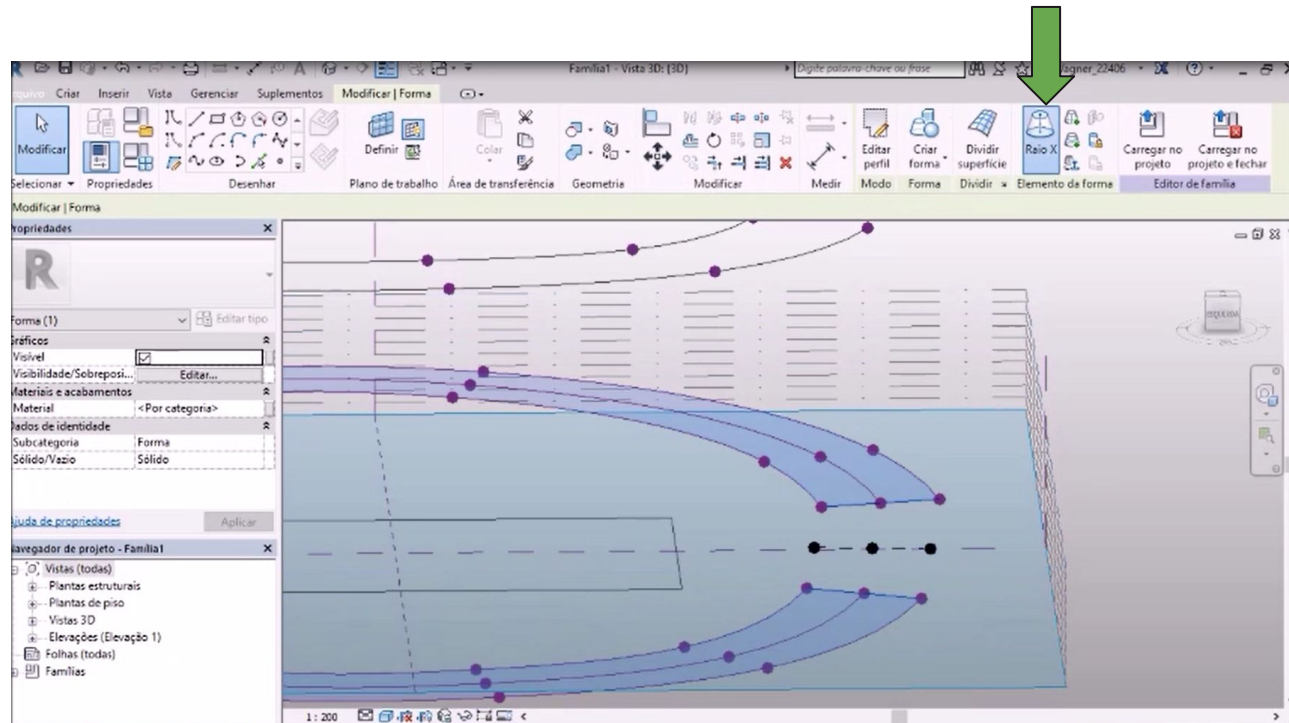 Família1 - Vista 3D: {3D}
Digite palavra-chave ou frase
Criar Inserir Vista Gerenciar Suplementos Modificar | Forma
Modificar
Definir
Colar
Editar perfil
Criar forma
Dividir superfície
Raio X
Carregar no projeto
Carregar no projeto e fechar
Selecionar Propriedades Desenhar Plano de trabalho Área de transferência Geometria Modificar Medir Modo Forma Dividir Elemento da forma Editor de família
Modificar | Forma
Propriedades
R
Forma (1) Editar tipo
Gráficos
Visível
Visibilidade/Sobreposi... Editar...
Materiais e acabamentos
Material <Por categoria>
Dados de identidade
Subcategoria Forma
Sólido/Vazio Sólido
Ajuda de propriedades Aplicar
Navegador de projeto - Família1
Vistas (todas)
Plantas estruturais
Plantas de piso
Vistas 3D
Elevações (Elevação 1)
Folhas (todas)
Famílias
ESQUERDA
1 : 200